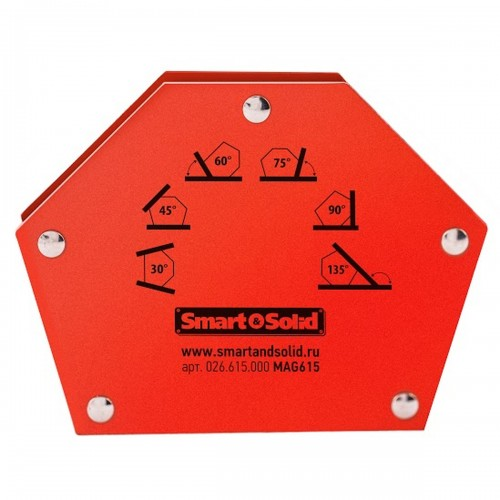 60° 75°
45° 90°
30° 135°
Smart&Solid
www.smartandsolid.ru
арт. 026.615.000 MAG615